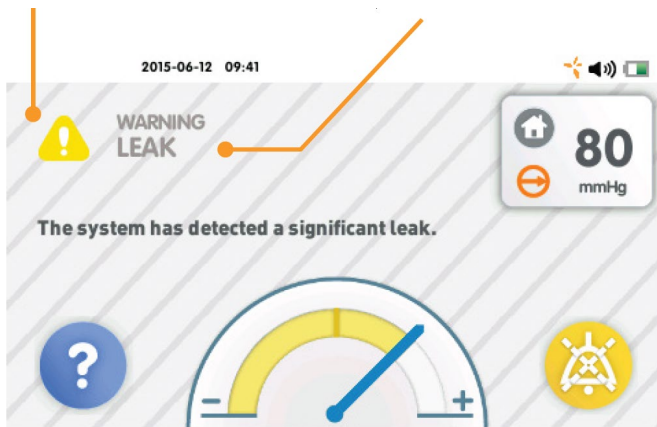 2015-06-12 09:41
WARNING
LEAK
80
mmHg
The system has detected a significant leak.
?
- +